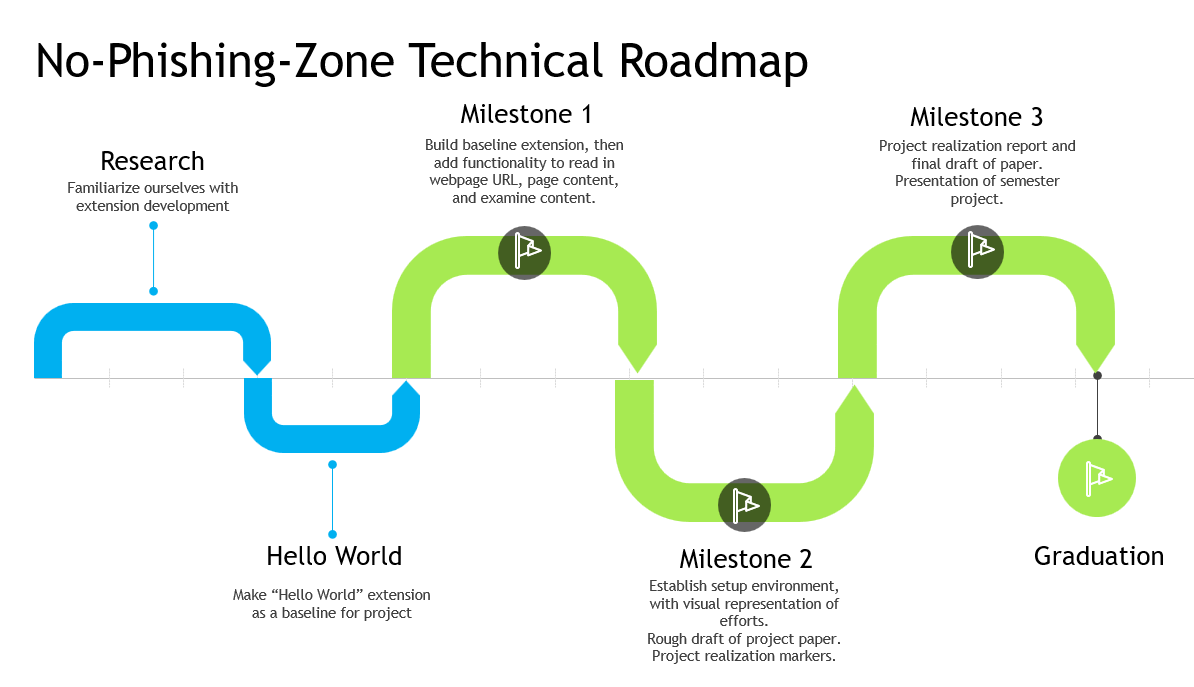 No-Phishing-Zone Technical Roadmap
Research
Familiarize ourselves with
extension development
Hello World
Make “Hello World” extension
as a baseline for project
Milestone 1
Build baseline extension, then
add functionality to read in
webpage URL, page content,
and examine content.
Milestone 2
Establish setup environment,
with visual representation of
efforts.
Rough draft of project paper.
Project realization markers.
Milestone 3
Project realization report and
final draft of paper.
Presentation of semester
project.
Graduation